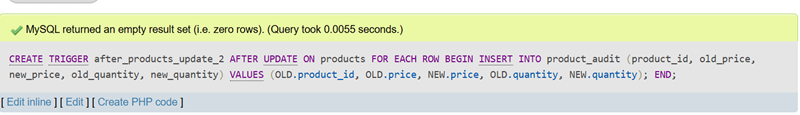 MySQL returned an empty result set (i.e. zero rows). (Query took 0.0055 seconds.)
CREATE TRIGGER after_products_update_2 AFTER UPDATE ON products FOR EACH ROW BEGIN INSERT INTO product_audit (product_id, old_price,
new_price, old_quantity, new_quantity) VALUES (OLD.product_id, OLD.price, NEW.price, OLD.quantity, NEW.quantity); END;
[ Edit inline ] [ Edit ] [ Create PHP code ]